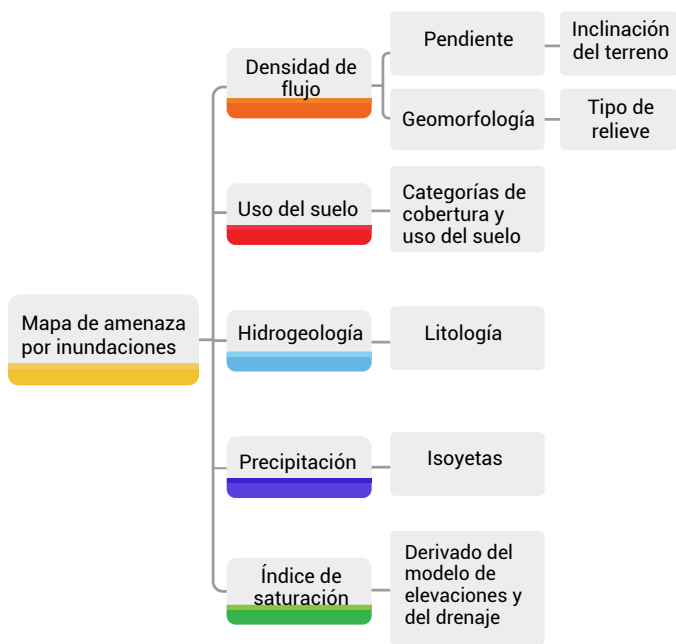 Mapa de amenaza
por inundaciones
Densidad de
flujo
Pendiente
Inclinación
del terreno
Geomorfología
Tipo de
relieve
Uso del suelo
Categorías de
cobertura y
uso del suelo
Hidrogeología
Litología
Precipitación
Isoyetas
Índice de
saturación
Derivado del
modelo de
elevaciones y
del drenaje